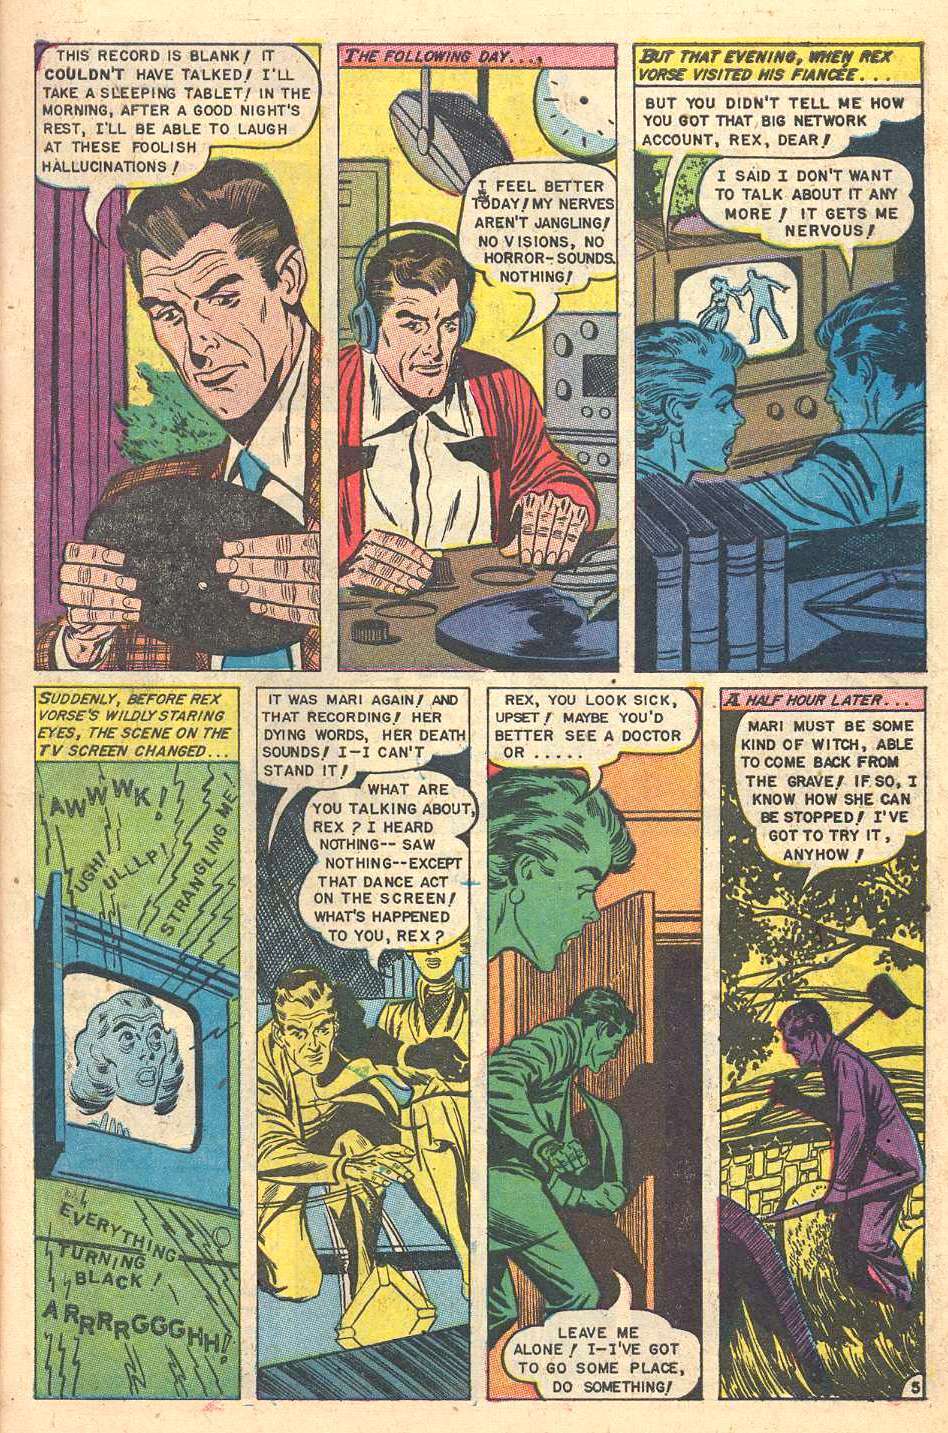 THIS RECORD IS BLANK! IT
COULDN'T HAVE TALKED! I'LL
TAKE A SLEEPING TABLET! IN THE
MORNING, AFTER A GOOD NIGHT'S
REST, I'LL BE ABLE TO LAUGH
AT THESE FOOLISH
HALLUCINATIONS!
THE FOLLOWING DAY....,
I FEEL BETTER
TODAY! MY NERVES
AREN'T JANGLING!
NO VISIONS, NO
HORROR-SOUNDS.
NOTHING!
BUT THAT EVENING, WHEN REX
VORSE VISITED HIS FIANCÉE...
BUT YOU DIDN'T TELL ME HOW
YOU GOT THAT BIG NETWORK
ACCOUNT, REX, DEAR!
I SAID I DON'T WANT
TO TALK ABOUT IT ANY
MORE! IT GETS ME
NERVOUS!
SUDDENLY, BEFORE REX
VORSE'S WILDLY STARING
EYES, THE SCENE ON THE
TV SCREEN CHANGED...
AWWWK!
UGH!
ULLLP!
STRANGLING ME
EVERYTHING
TURNING
BLACK!
ARRRRGGGHH!
IT WAS MARI AGAIN! AND
THAT RECORDING! HER
DYING WORDS, HER DEATH
SOUNDS! I-I CAN'T
STAND IT!
WHAT ARE
YOU TALKING ABOUT,
REX? I HEARD
NOTHING--SAW
NOTHING--EXCEPT
THAT DANCE ACT
ON THE SCREEN!
WHAT'S HAPPENED
TO YOU, REX?
REX, YOU LOOK SICK,
UPSET! MAYBE YOU'D
BETTER SEE A DOCTOR
OR .....
LEAVE ME
ALONE! I-I'VE GOT
TO GO SOME PLACE,
DO SOMETHING!
A HALF HOUR LATER...
MARI MUST BE SOME
KIND OF WITCH, ABLE
TO COME BACK FROM
THE GRAVE! IF SO, I
KNOW HOW SHE CAN
BE STOPPED! I'VE
GOT TO TRY IT,
ANYHOW!
5